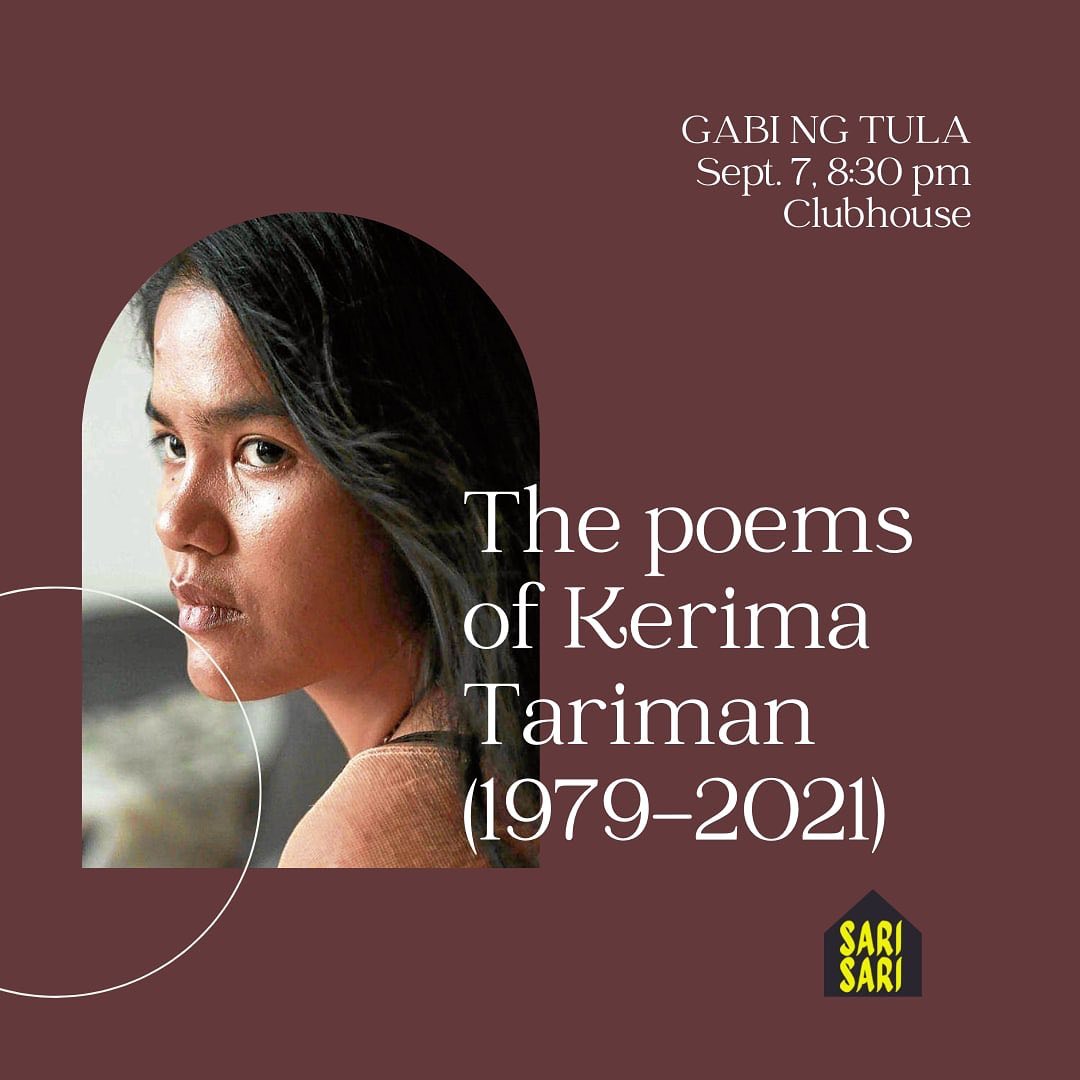 GABI NG TULA
Sept. 7, 8:30 pm
Clubhouse
The poems
of Kerima
Tariman
(1979–2021)
SARI
SARI